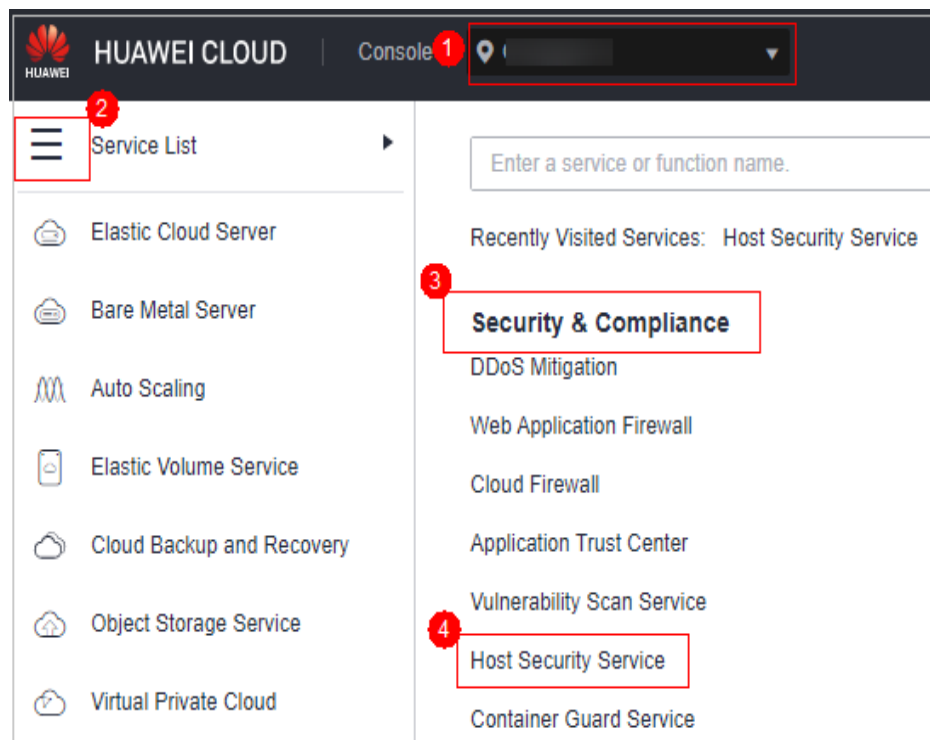 HUAWEI
HUAWEI CLOUD
Console
1
2
Service List
Enter a service or function name.
Elastic Cloud Server
Bare Metal Server
Auto Scaling
Elastic Volume Service
Cloud Backup and Recovery
Object Storage Service
Virtual Private Cloud
Recently Visited Services: Host Security Service
3
Security & Compliance
DDoS Mitigation
Web Application Firewall
Cloud Firewall
Application Trust Center
Vulnerability Scan Service
4
Host Security Service
Container Guard Service